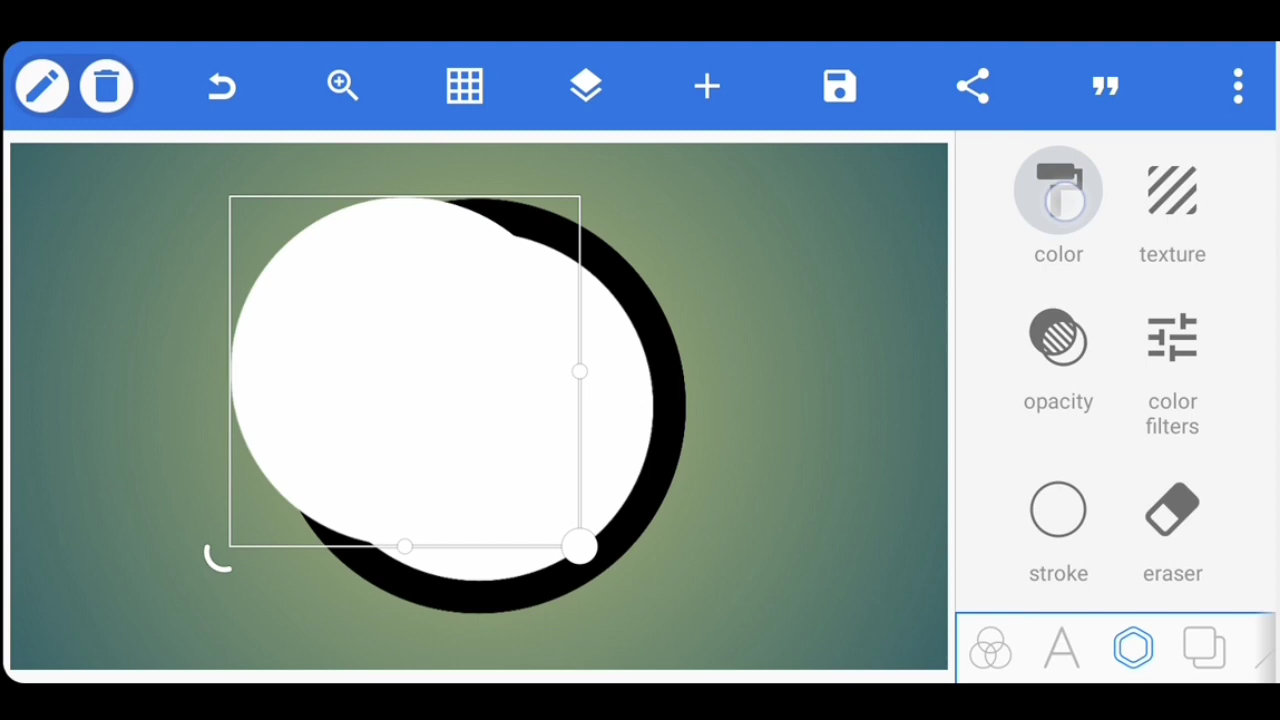 color
texture
opacity
color
filters
stroke
eraser
A